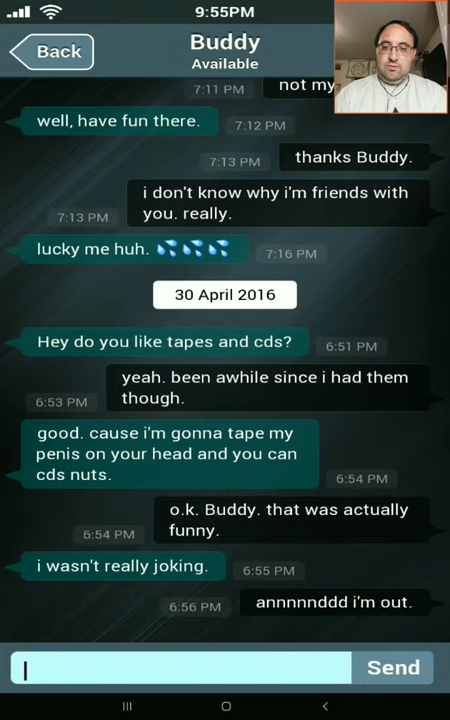 9:55PM
Back
Buddy
Available
7:11 PM
not my
well, have fun there.
7:12 PM
7:13 PM
thanks Buddy.
i don't know why i'm friends with
you. really.
7:13 PM
lucky me huh. 💦💦💦
7:16 PM
30 April 2016
Hey do you like tapes and cds?
6:51 PM
yeah. been awhile since i had them
though.
6:53 PM
good. cause i'm gonna tape my
penis on your head and you can
cds nuts.
6:54 PM
o.k. Buddy. that was actually
funny.
6:54 PM
i wasn't really joking.
6:55 PM
6:56 PM
annnnnddd i'm out.
Send